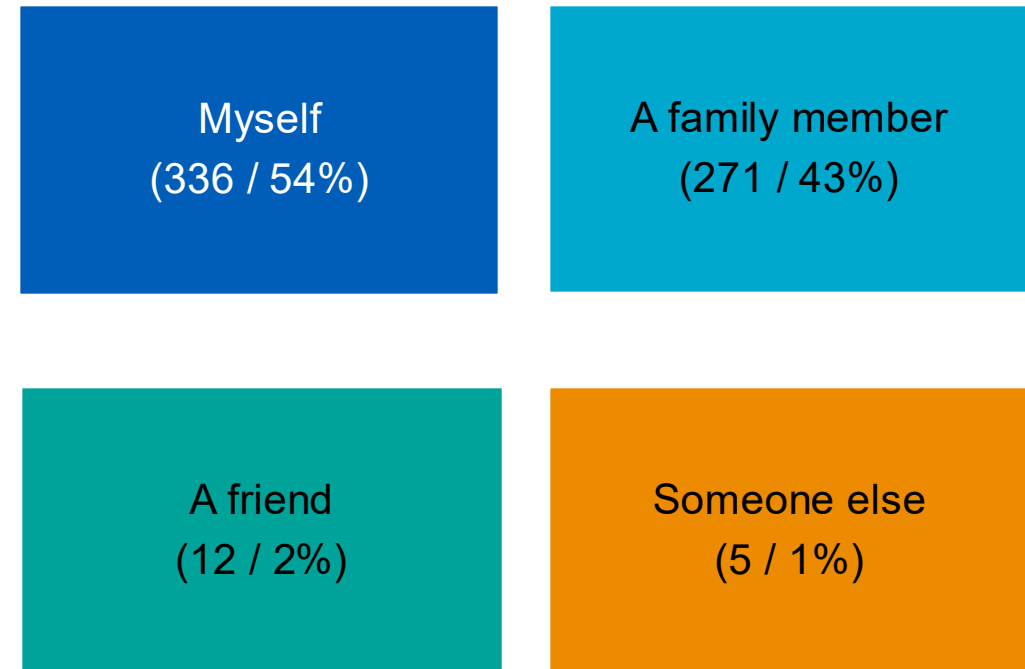 Myself
(336 / 54%)
A family member
(271 / 43%)
A friend
(12 / 2%)
Someone else
(5 / 1%)